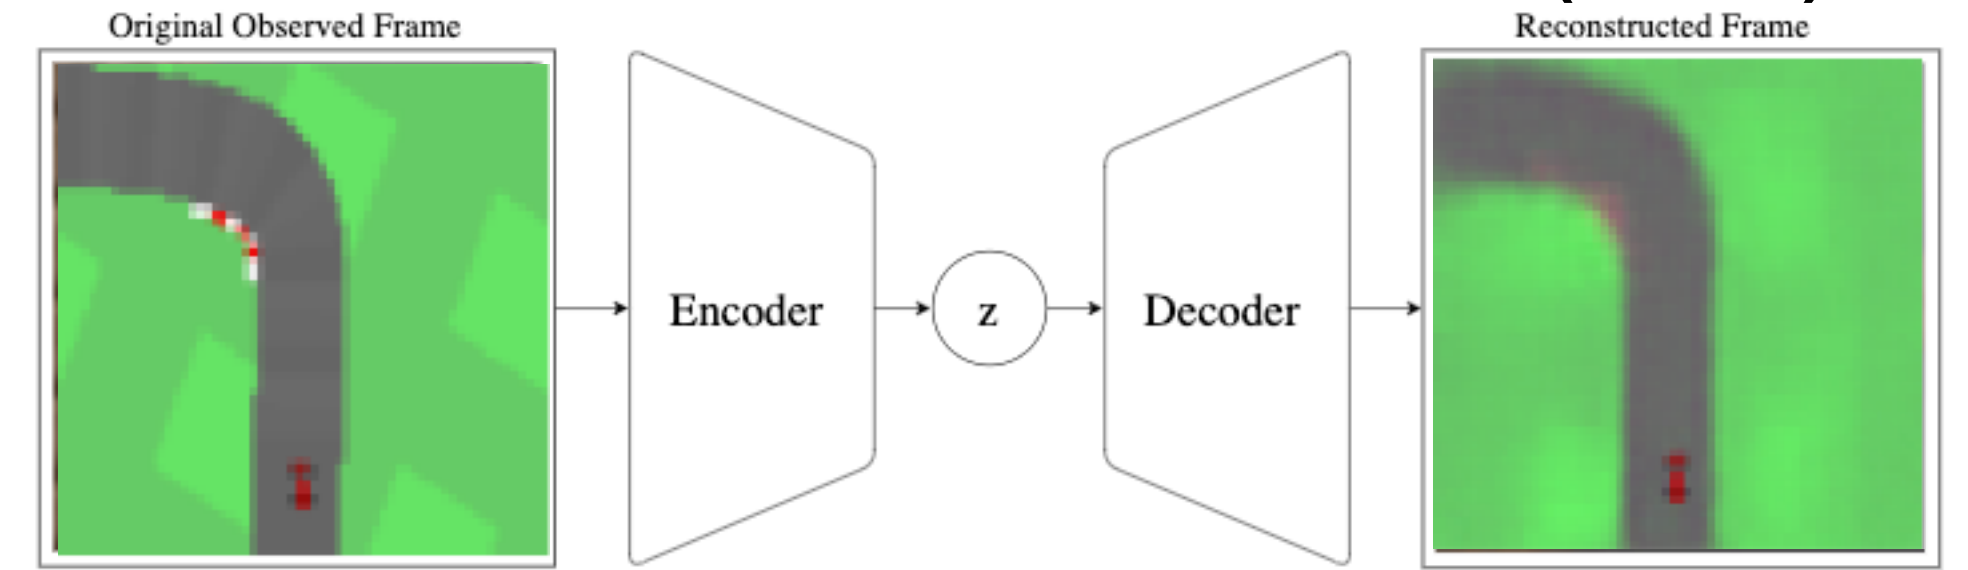 Original Observed Frame
Reconstructed Frame
Encoder
z
Decoder